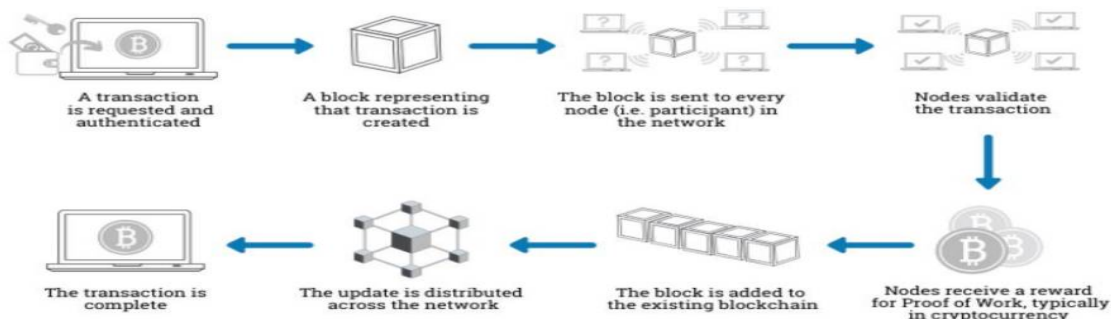 A transaction
is requested and
authenticated
A block representing
that transaction is
created
The block is sent to every
node (i.e. participant) in
the network
Nodes validate
the transaction
Nodes receive a reward
for Proof of Work, typically
in cryptocurrency
The block is added to
the existing blockchain
The update is distributed
across the network
The transaction is
complete